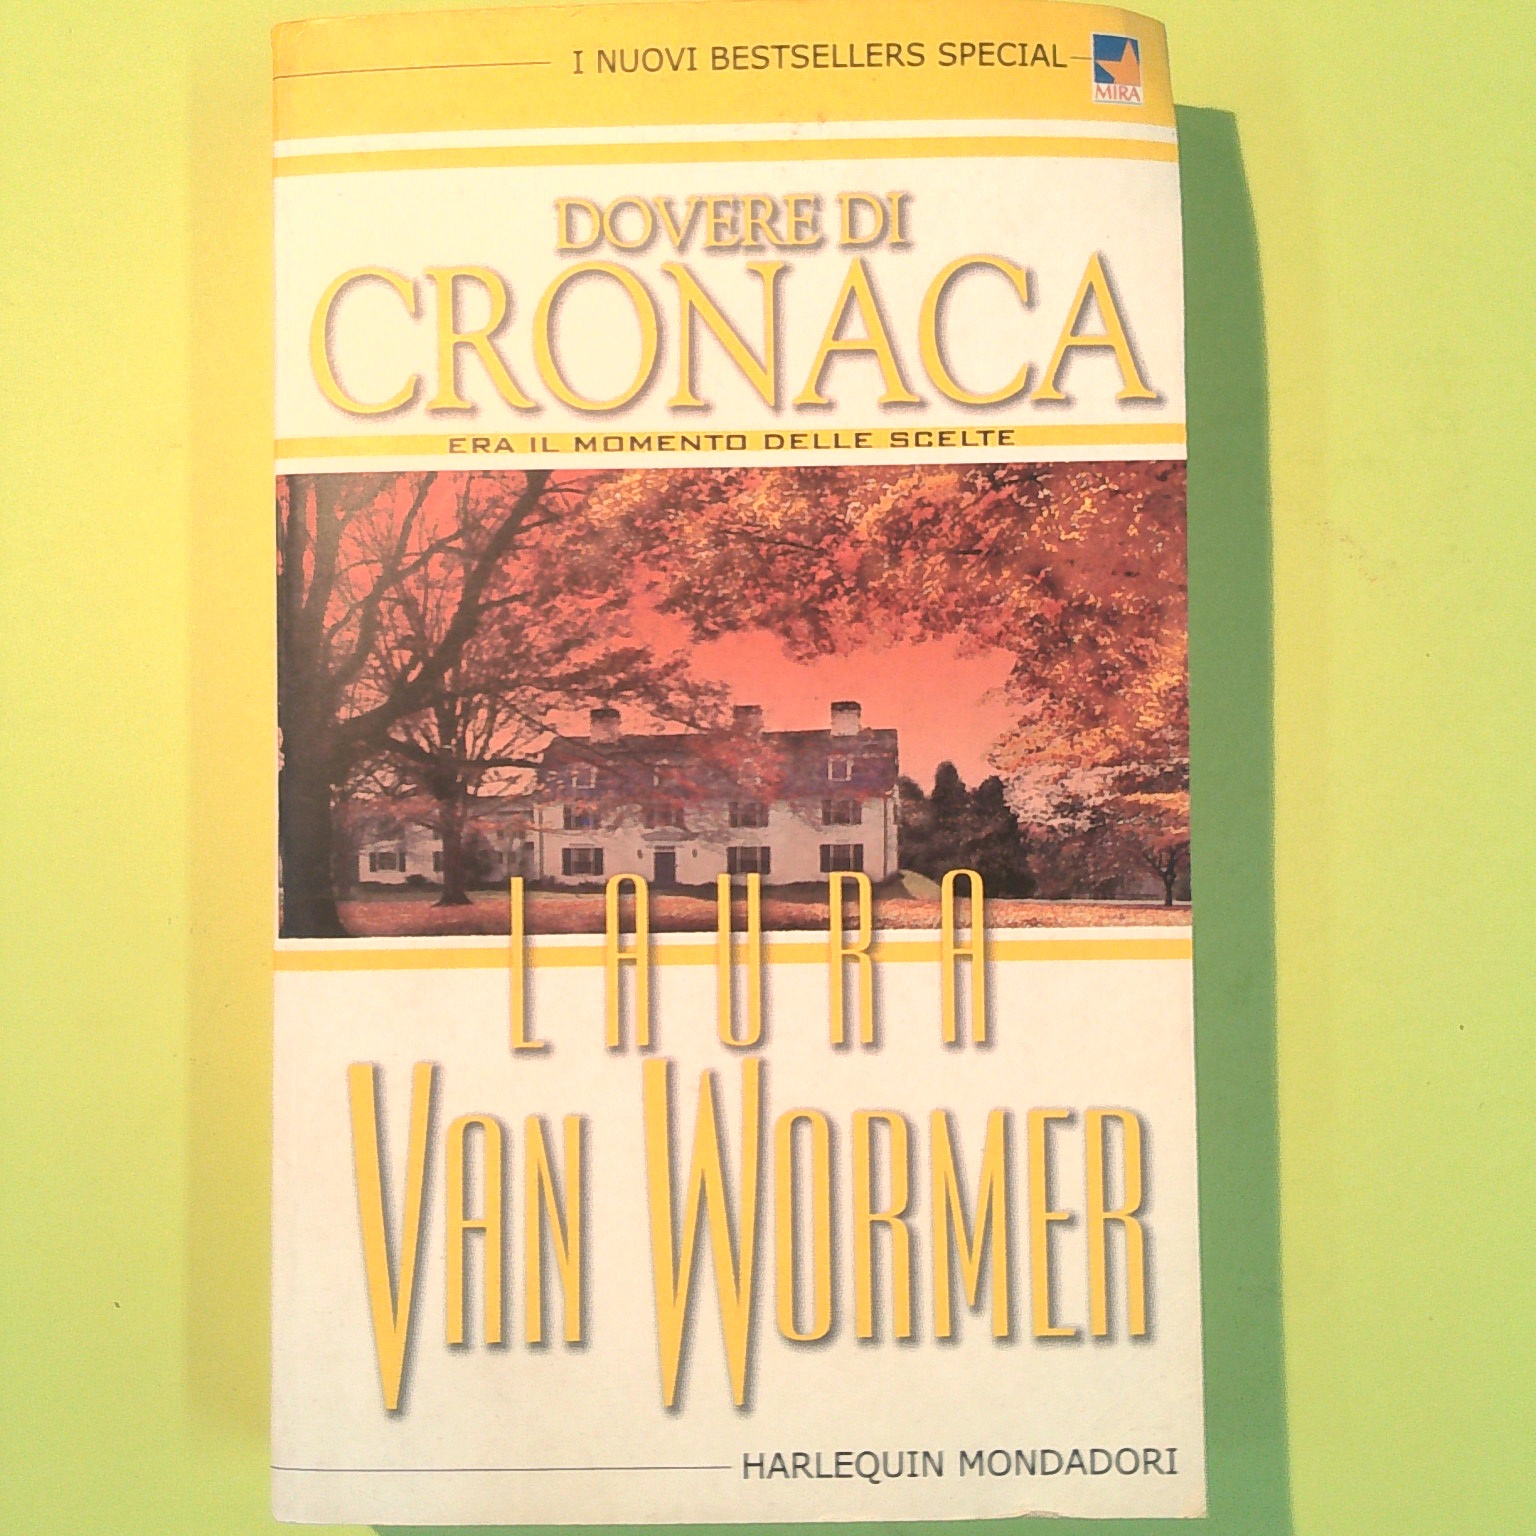 I NUOVI BESTSELLERS SPECIAL
MIRA
DOVERE DI
CRONACA
ERA IL MOMENTO DELLE SCELTE
LAURA
VAN WORMER
HARLEQUIN MONDADORI